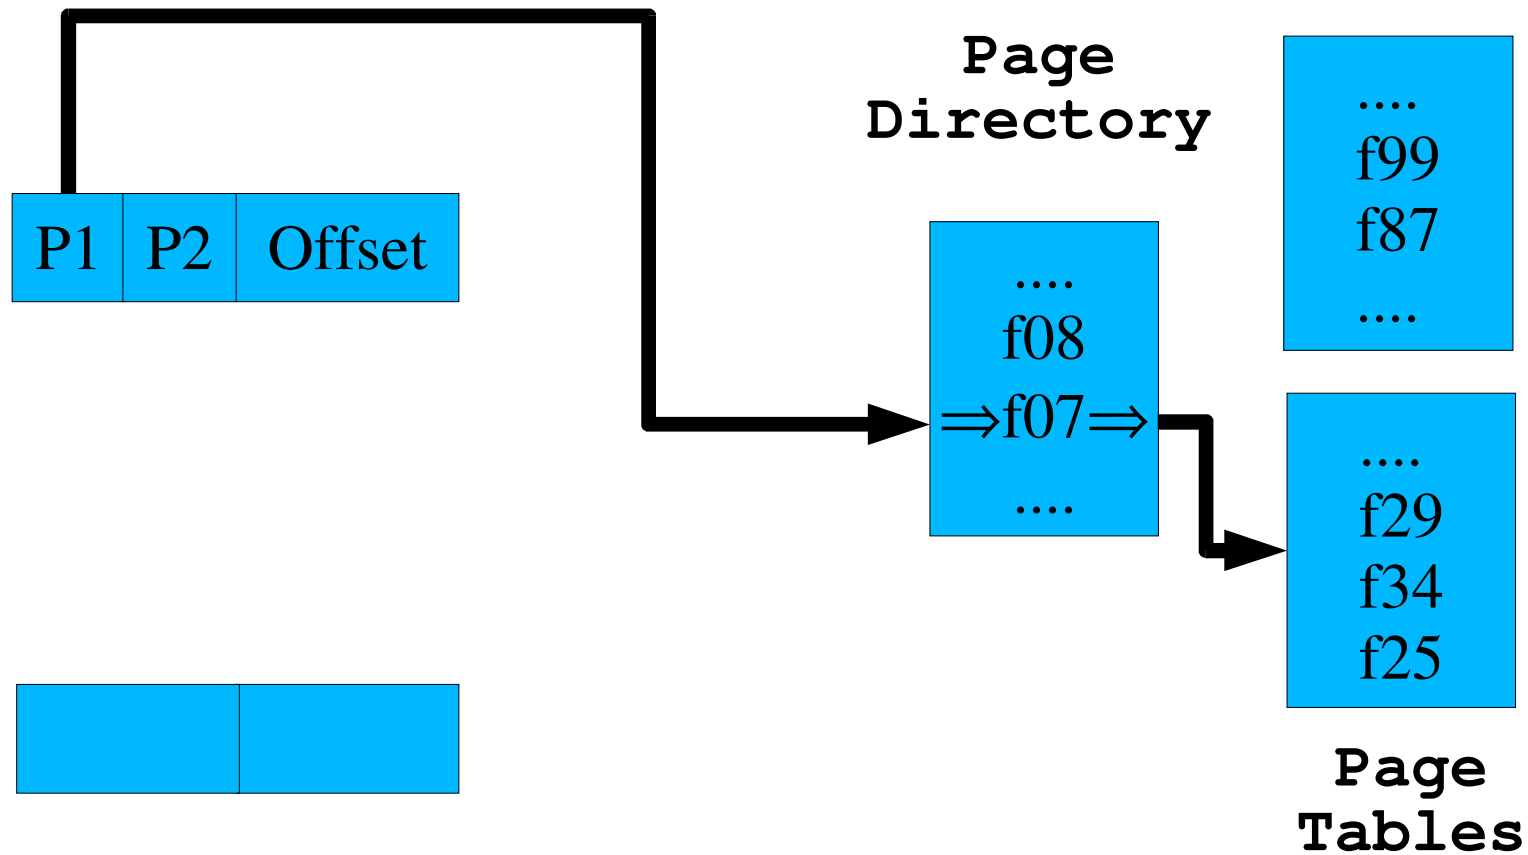 Page
Directory
P1 P2 Offset
....
f08
⇒f07⇒
....
....
f99
f87
....
....
f29
f34
f25
Page
Tables